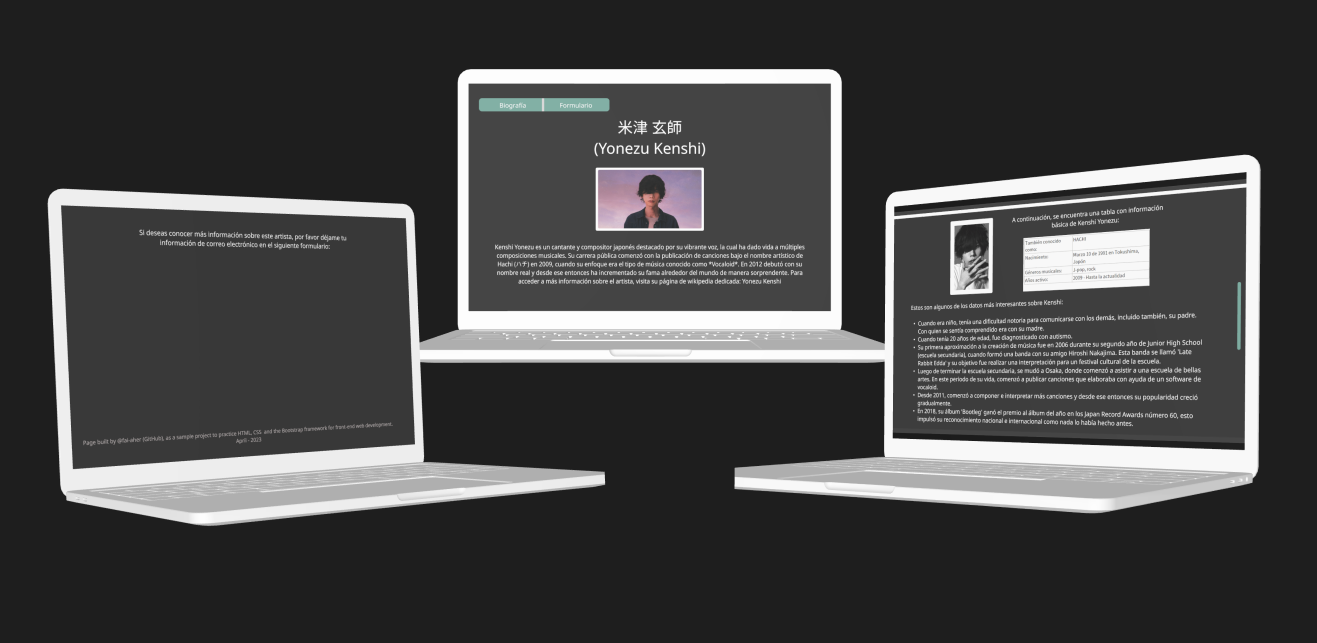 Si deseas conocer más información sobre este artista, por favor déjame tu
información de correo electrónico en el siguiente formulario:
Page built by @fai-aher (GitHub), as a sample project to practice HTML, CSS and the Bootstrap framework for front-end web development.
April - 2023
Biografía
Formulario
米津 玄師
(Yonezu Kenshi)
Kenshi Yonezu es un cantante y compositor japonés destacado por su vibrante voz, la cual ha dado vida a múltiples
composiciones musicales. Su carrera pública comenzó con la publicación de canciones bajo el nombre artístico de
Hachi (ハチ) en 2009, cuando su enfoque era el tipo de música conocido como *Vocaloid*. En 2012 debutó con su
nombre real y desde ese entonces ha incrementado su fama alrededor del mundo de manera sorprendente. Para
acceder a más información sobre el artista, visita su página de wikipedia dedicada: Yonezu Kenshi
A continuación, se encuentra una tabla con información
básica de Kenshi Yonezu:
También conocido como: HACHI
Nacimiento: Marzo 10 de 1991 en Tokushima, Japón
Géneros musicales: J-pop, rock
Años activo: 2009 - Hasta la actualidad
Estos son algunos de los datos más interesantes sobre Kenshi:
• Cuando era niño, tenía una dificultad notoria para comunicarse con los demás, incluido también, su padre.
Con quien se sentía comprendido era con su madre.
• Cuando tenía 20 años de edad, fue diagnosticado con autismo.
• Su primera aproximación a la creación de música fue en 2006 durante su segundo año de Junior High School
(escuela secundaria), cuando formó una banda con su amigo Hiroshi Nakajima. Esta banda se llamó 'Late
Rabbit Edda' y su objetivo fue realizar una interpretación para un festival cultural de la escuela.
• Luego de terminar la escuela secundaria, se mudó a Osaka, donde comenzó a asistir a una escuela de bellas
artes. En este periodo de su vida, comenzó a publicar canciones que elaboraba con ayuda de un software de
vocaloid.
• Desde 2011, comenzó a componer e interpretar más canciones y desde ese entonces su popularidad creció
gradualmente.
• En 2018, su álbum 'Bootleg' ganó el premio al álbum del año en los Japan Record Awards número 60, esto
impulsó su reconocimiento nacional e internacional como nada lo había hecho antes.